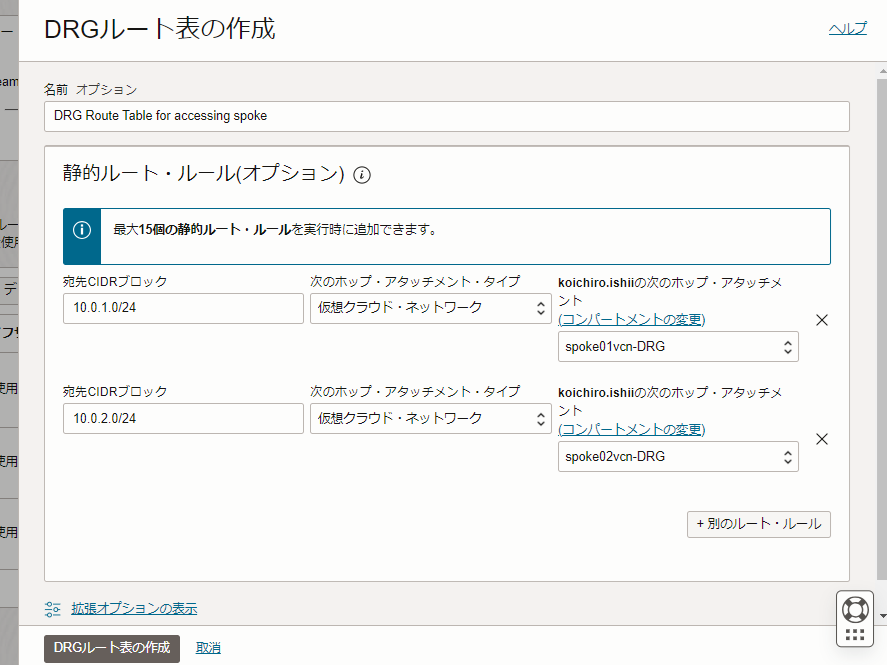 DRGルート表の作成
ヘルプ
名前 オプション
DRG Route Table for accessing spoke
静的ルート・ルール(オプション)
最大15個の静的ルート・ルールを実行時に追加できます。
宛先CIDRブロック
10.0.1.0/24
次のホップ・アタッチメント・タイプ
仮想クラウド・ネットワーク
koichiro.ishiiの次のホップ・アタッチメ
ント
(コンパートメントの変更)
spoke01vcn-DRG
宛先CIDRブロック
10.0.2.0/24
次のホップ・アタッチメント・タイプ
仮想クラウド・ネットワーク
koichiro.ishiiの次のホップ・アタッチメ
ント
(コンパートメントの変更)
spoke02vcn-DRG
+ 別のルート・ルール
拡張オプションの表示
DRGルート表の作成
取消